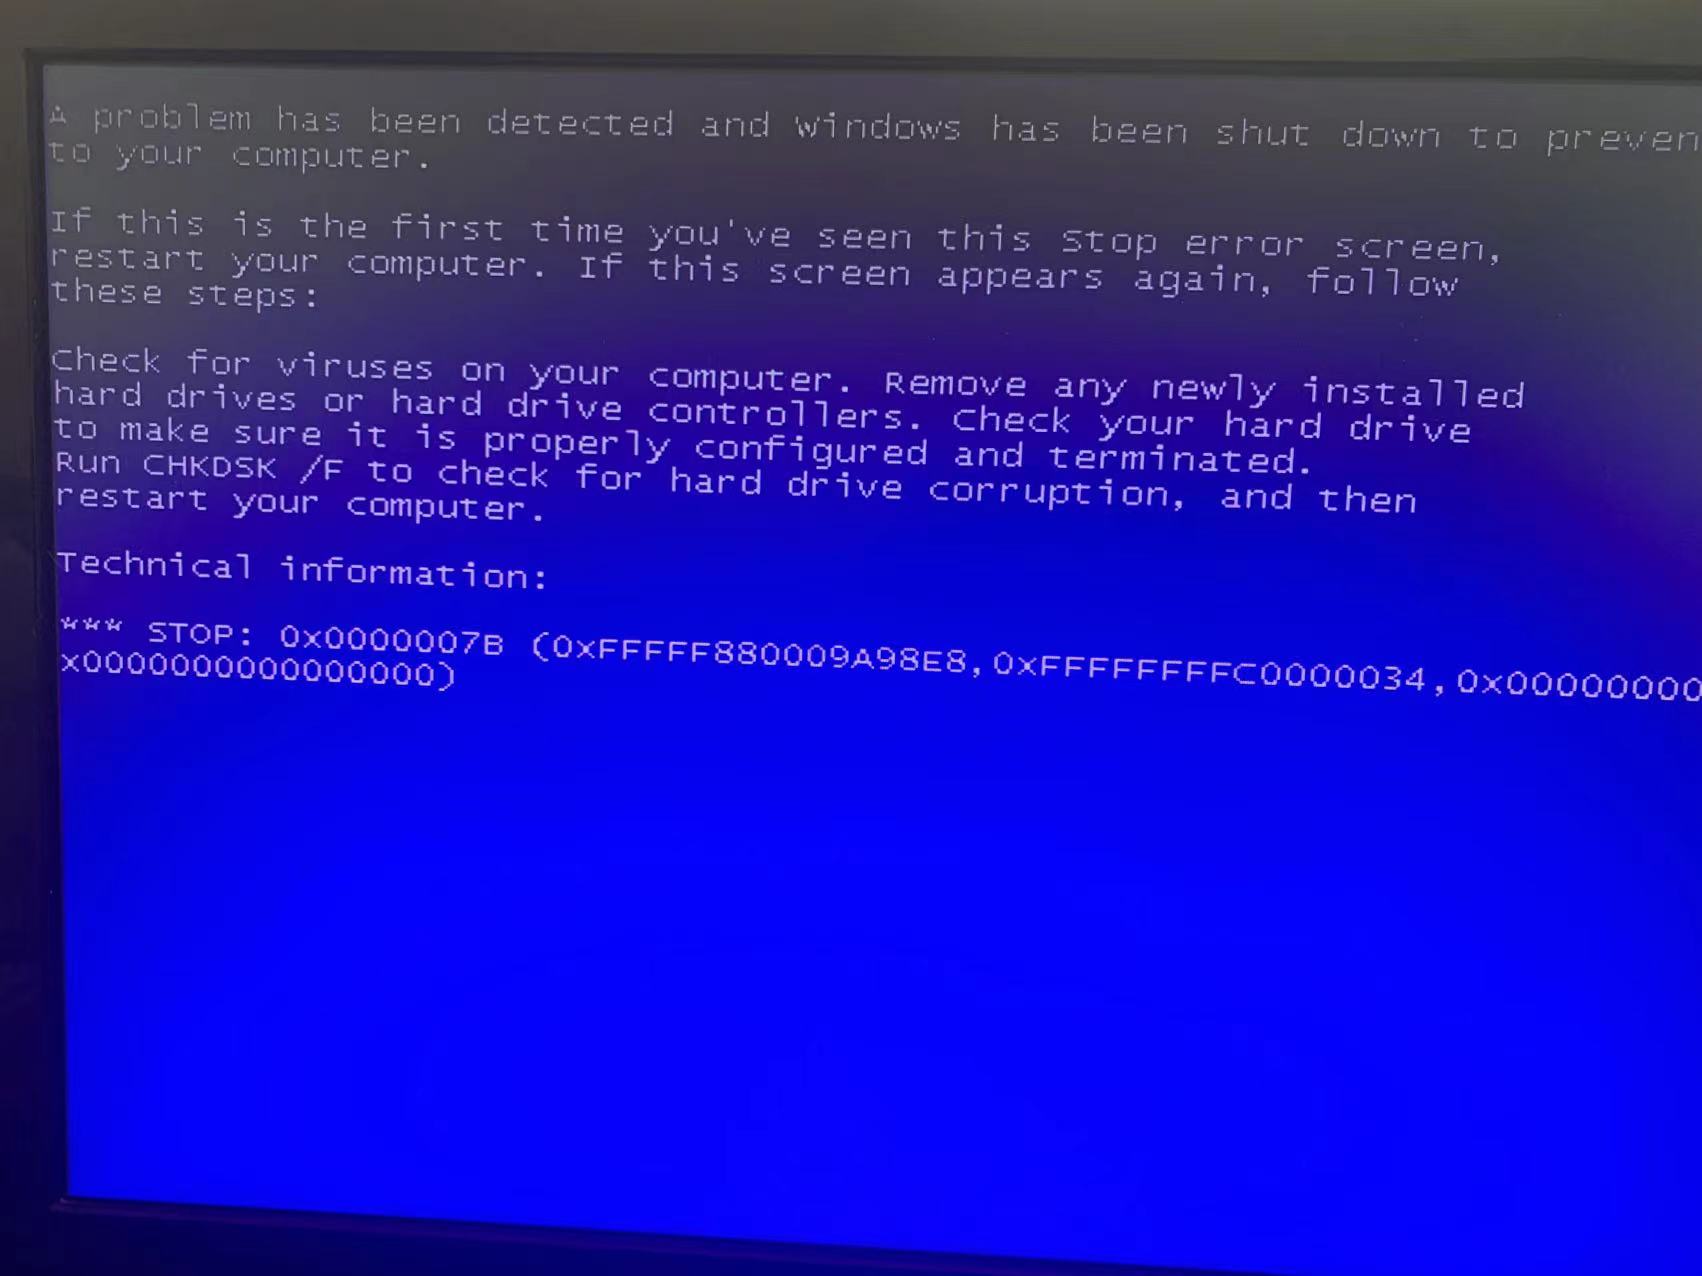 A problem has been detected and windows has been shut down to preven
to your computer.
If this is the first time you've seen this Stop error screen,
restart your computer. If this screen appears again, follow
these steps:
Check for viruses on your computer. Remove any newly installed
hard drives or hard drive controllers. Check your hard drive
to make sure it is properly configured and terminated.
Run CHKDSK /F to check for hard drive corruption, and then
restart your computer.
Technical information:
*** STOP: 0x0000007B (0xFFFFF880009A98E8,0xFFFFFFFFC0000034,0x00000000
x0000000000000000)